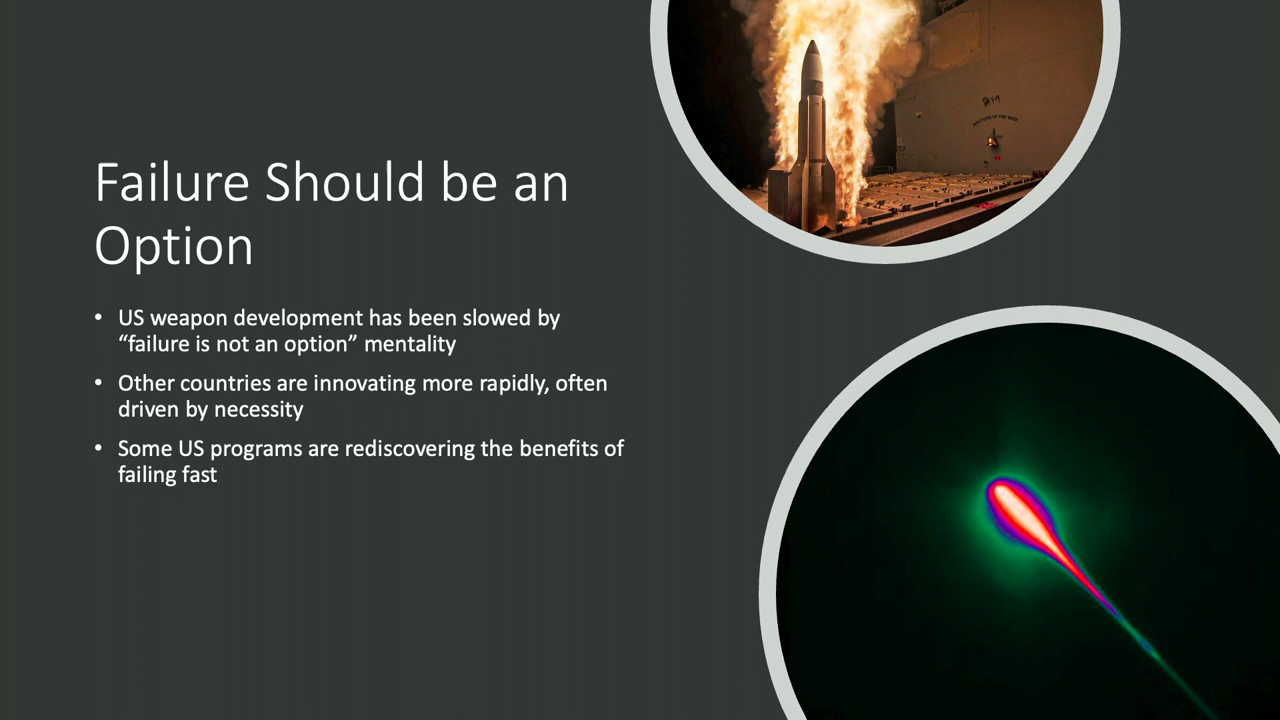 Failure Should be an
Option
• US weapon development has been slowed by
“failure is not an option” mentality
• Other countries are innovating more rapidly, often
driven by necessity
• Some US programs are rediscovering the benefits of
failing fast